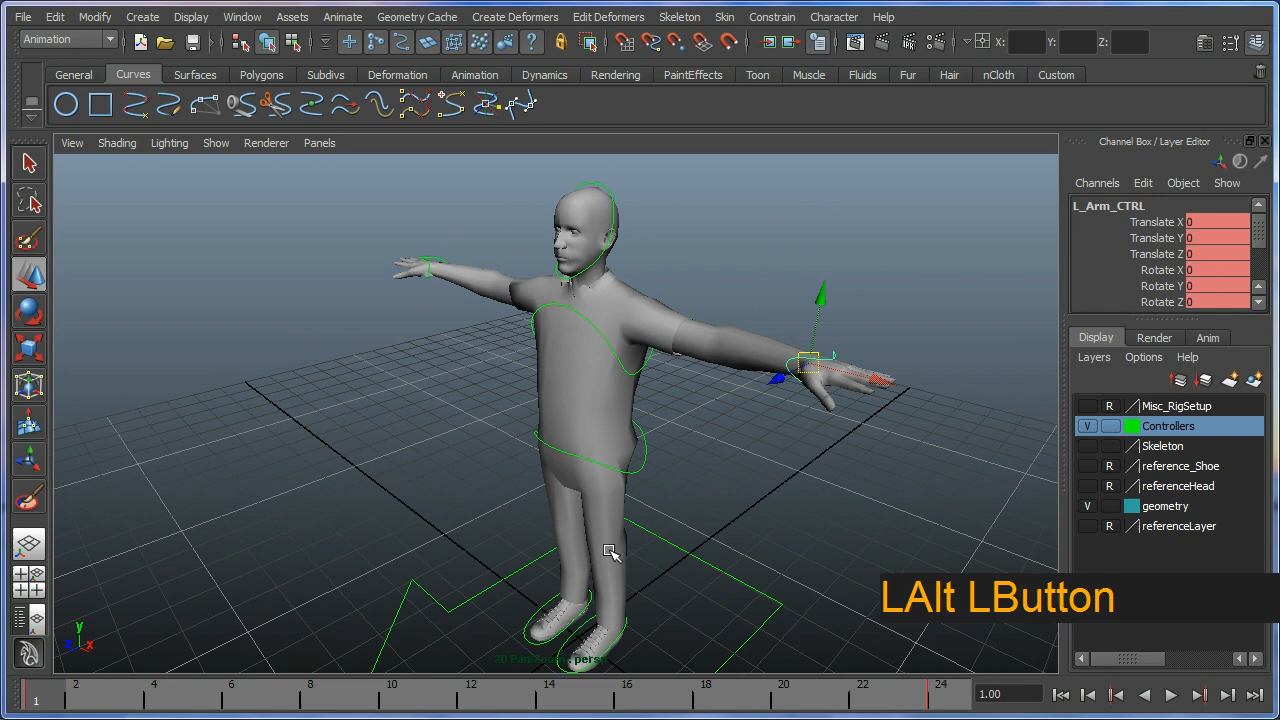 File Edit Modify Create Display Window Assets Animate Geometry Cache Create Deformers Edit Deformers Skeleton Skin Constrain Character Help
Animation X: Y: Z:
General Curves Surfaces Polygons Subdivs Deformation Animation Dynamics Rendering PaintEffects Toon Muscle Fluids Fur Hair nCloth Custom
View Shading Lighting Show Renderer Panels
Channel Box / Layer Editor
Channels Edit Object Show
L_Arm_CTRL
Translate X 0
Translate Y 0
Translate Z 0
Rotate X 0
Rotate Y 0
Rotate Z 0
Display Render Anim
Layers Options Help
R Misc_RigSetup
V Controllers
Skeleton
R reference_Shoe
R referenceHead
V geometry
R referenceLayer
LAlt LButton
y
z x
2D Pan/Zoom : persp
1 2 4 6 8 10 12 14 16 18 20 22 24 1.00